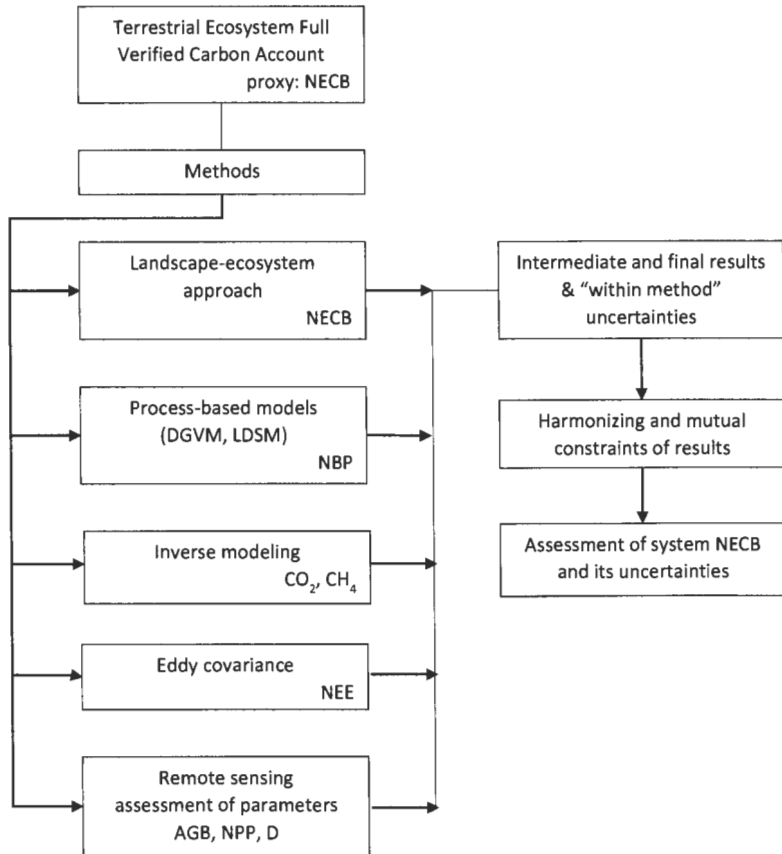 Terrestrial Ecosystem Full
Verified Carbon Account
proxy: NECB
Methods
Landscape-ecosystem
approach
NECB
Process-based models
(DGVM, LDSM)
NBP
Inverse modeling
CO₂, CH₄
Eddy covariance
NEE
Remote sensing
assessment of parameters
AGB, NPP, D
Intermediate and final results
& “within method”
uncertainties
Harmonizing and mutual
constraints of results
Assessment of system NECB
and its uncertainties